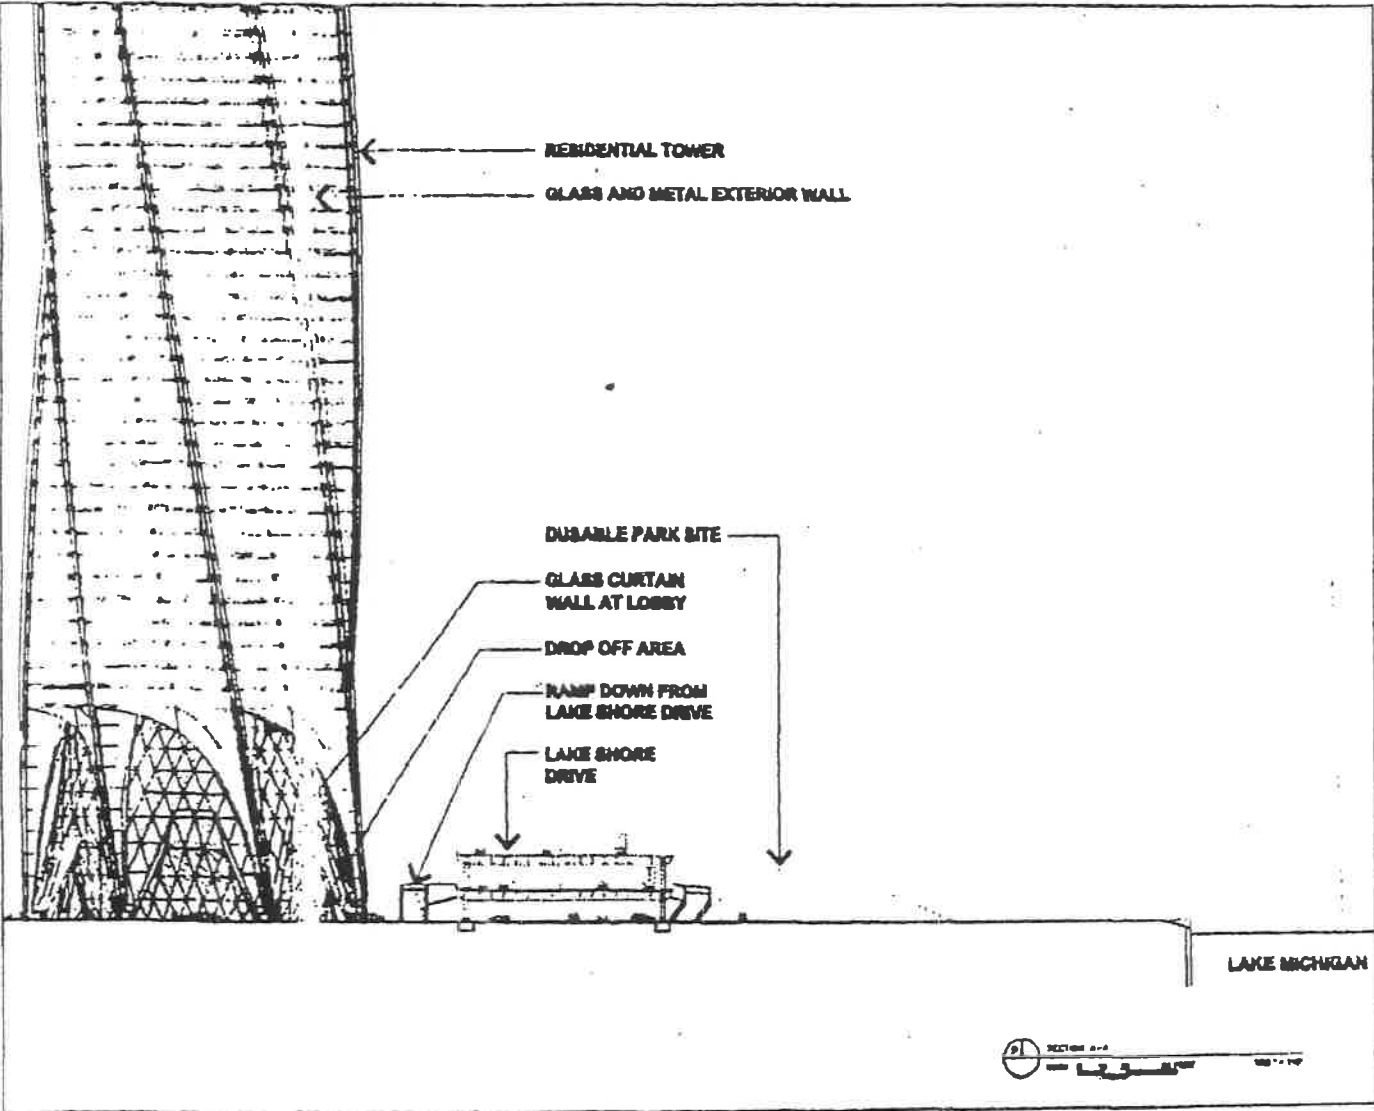 RESIDENTIAL TOWER
GLASS AND METAL EXTERIOR WALL
DUSABLE PARK SITE
GLASS CURTAIN
WALL AT LOBBY
DROP OFF AREA
RAMP DOWN FROM
LAKE SHORE DRIVE
LAKE SHORE
DRIVE
LAKE MICHIGAN
SECTION A-A